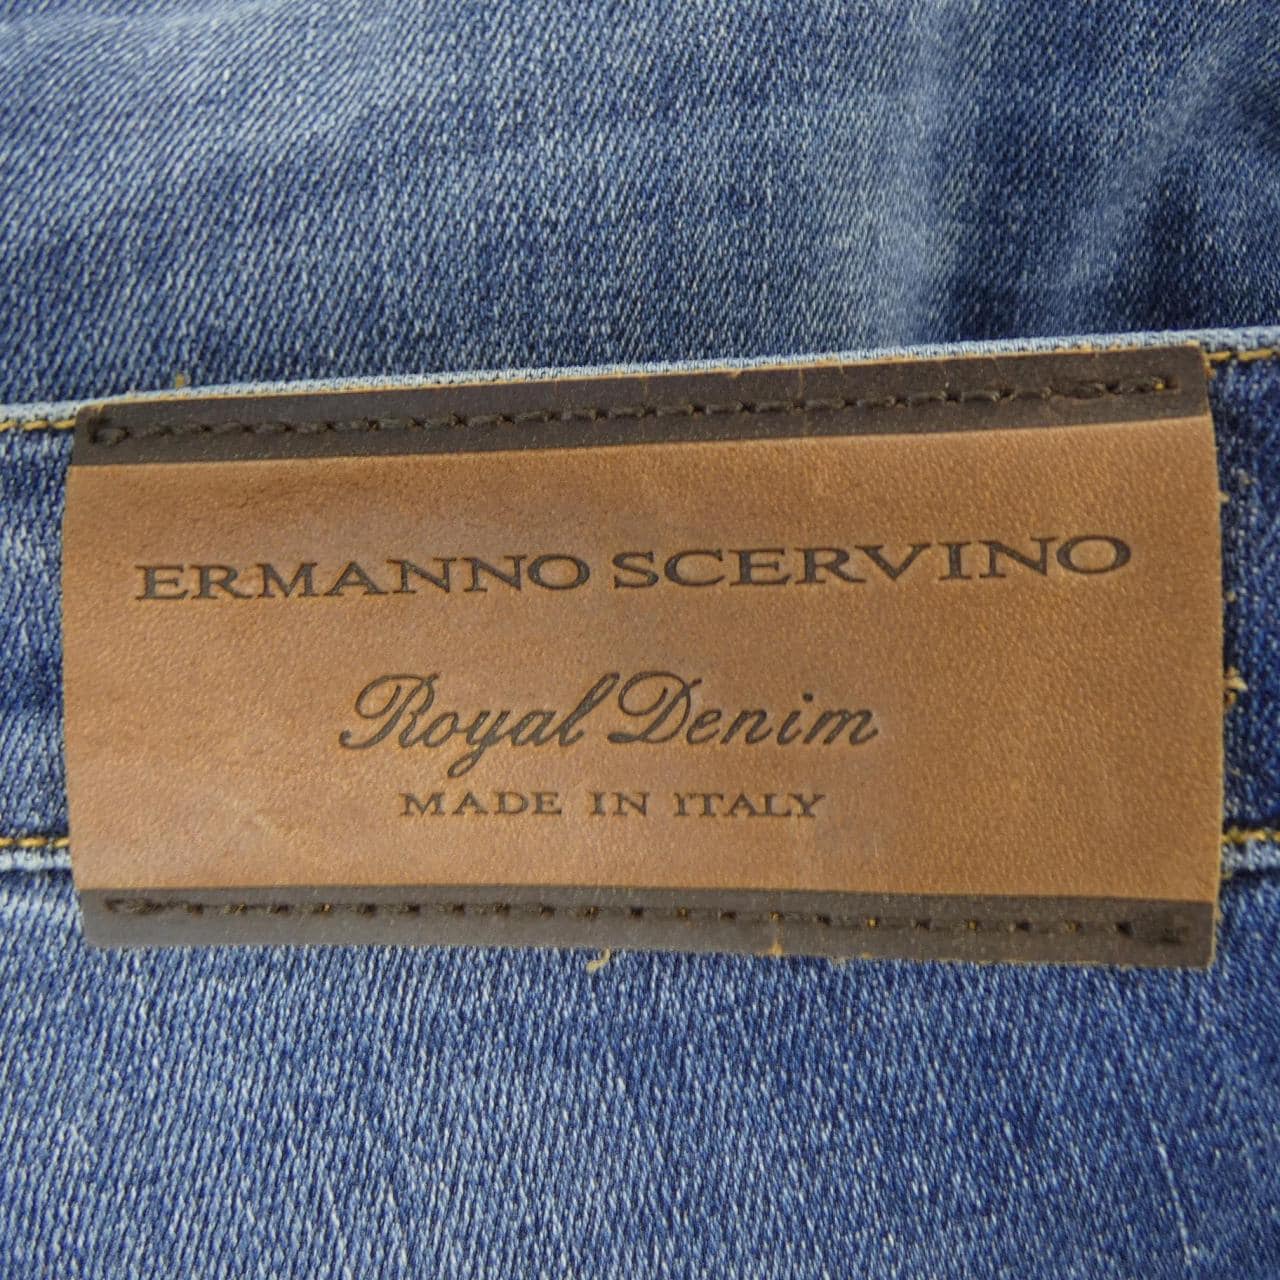 ERMANNO SCERVINO
Royal Denim
MADE IN ITALY